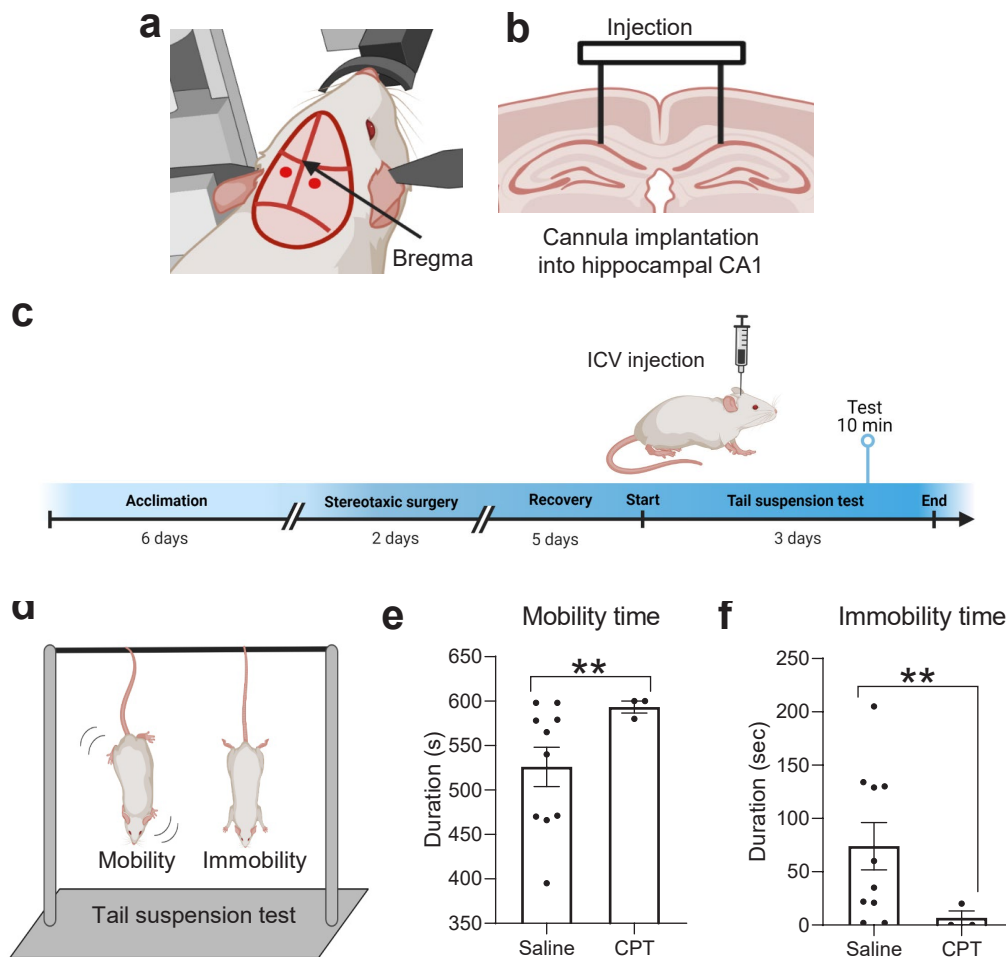 a
Bregma
b
Injection
Cannula implantation
into hippocampal CA1
c
ICV injection
Test
10 min
Acclimation
Stereotaxic surgery
Recovery
Start
Tail suspension test
End
6 days
2 days
5 days
3 days
d
Mobility
Immobility
Tail suspension test
e
Mobility time
**
Duration (s)
650
600
550
500
450
400
350
Saline
CPT
f
Immobility time
**
Duration (sec)
250
200
150
100
50
0
Saline
CPT